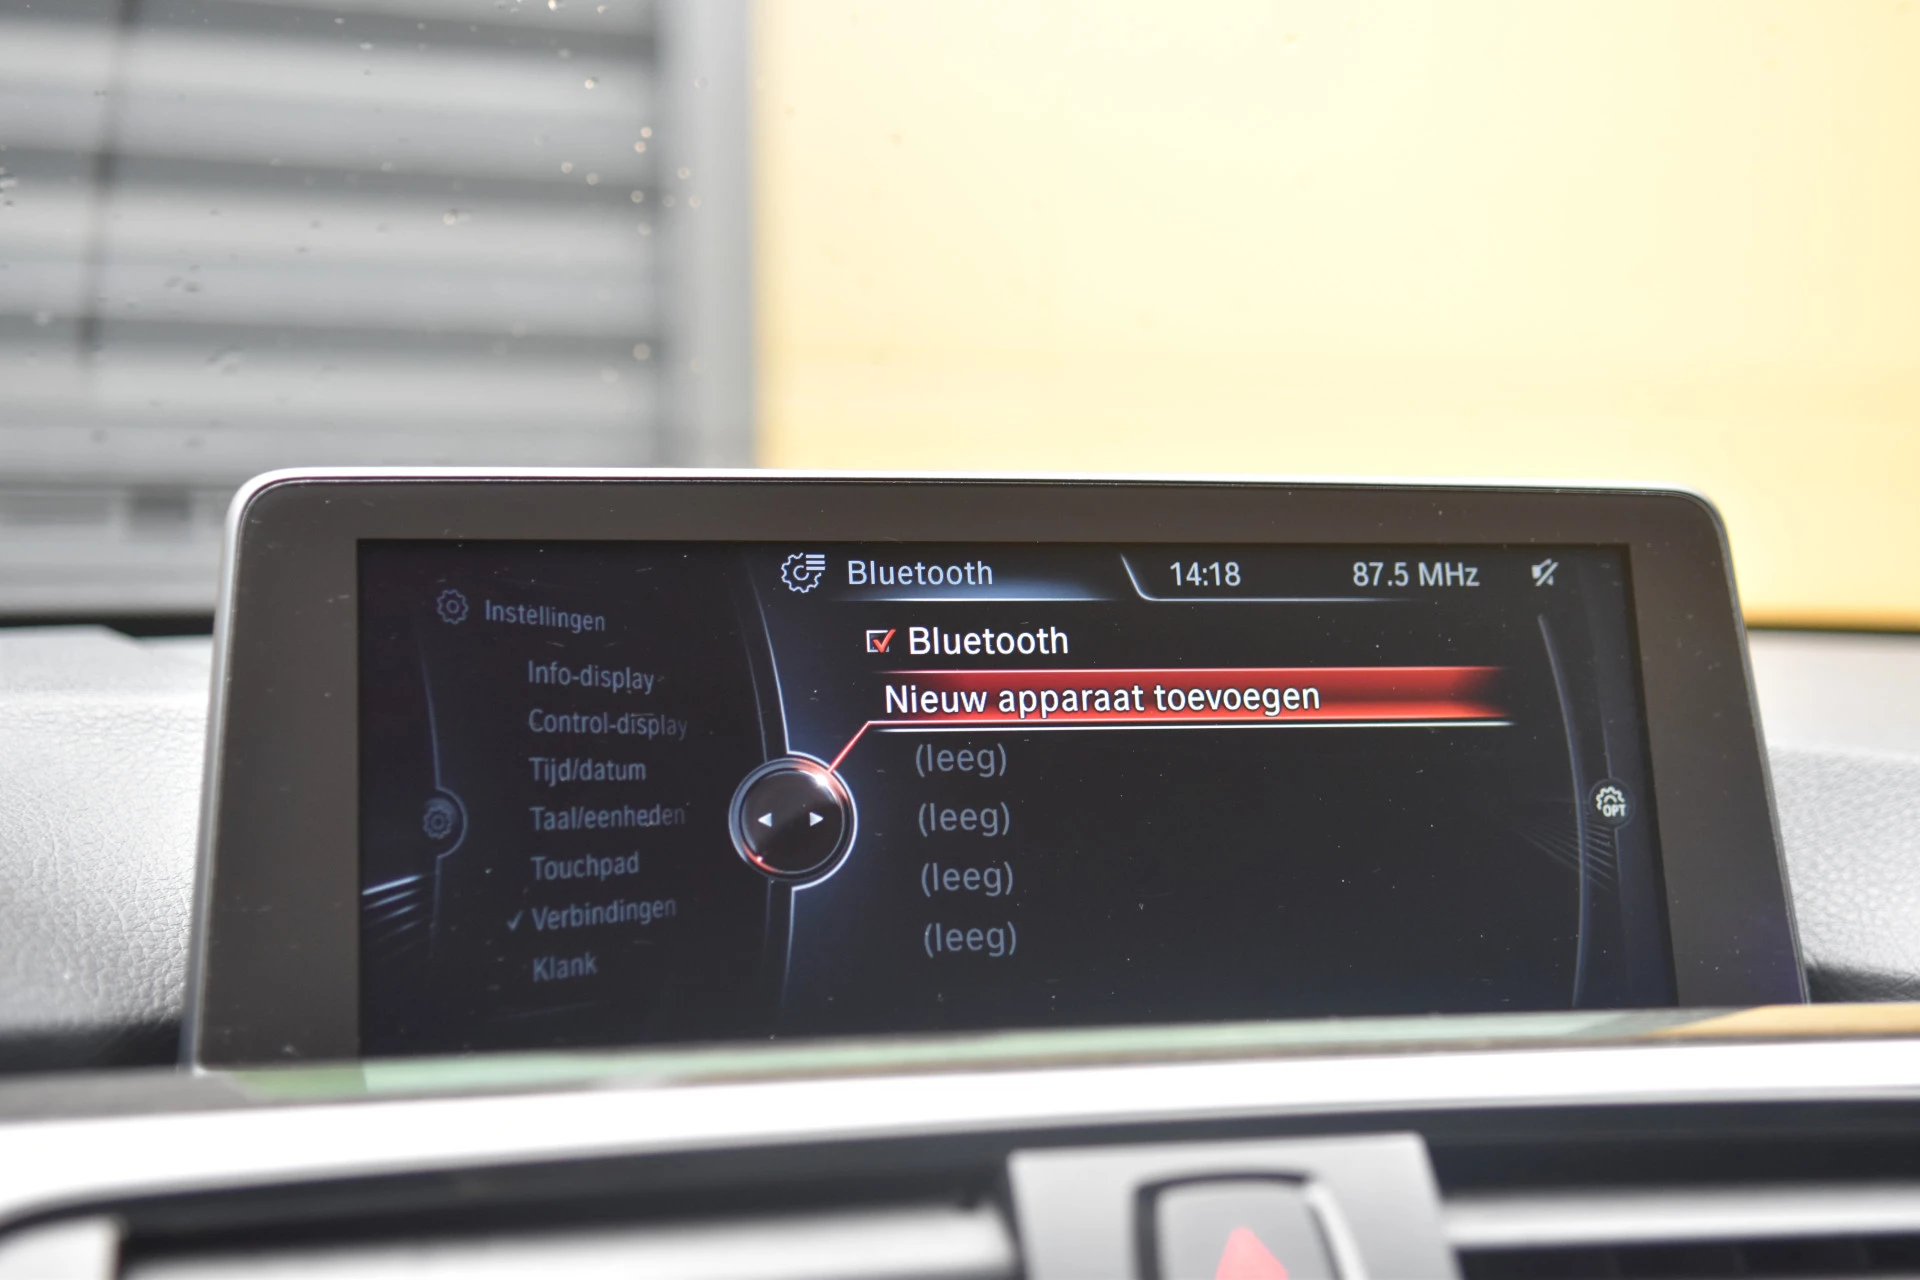 Bluetooth 14:18 87.5 MHz
Instellingen
Info-display
Control-display
Tijd/datum
Taal/eenheden
Touchpad
✓ Verbindingen
Klank
Bluetooth
Nieuw apparaat toevoegen
(leeg)
(leeg)
(leeg)
(leeg)
OPT